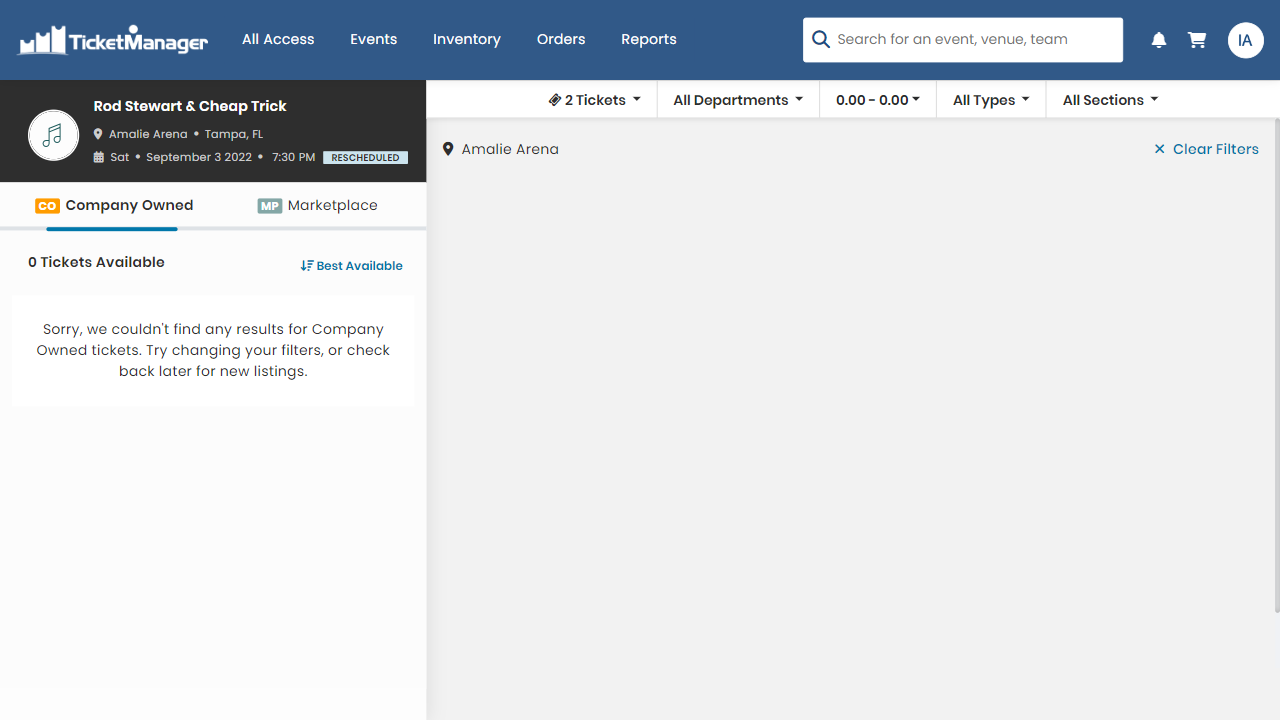 TicketManager
All Access
Events
Inventory
Orders
Reports
Search for an event, venue, team
IA
Rod Stewart & Cheap Trick
Amalie Arena • Tampa, FL
Sat • September 3 2022 • 7:30 PM RESCHEDULED
2 Tickets
All Departments
0.00 - 0.00
All Types
All Sections
CO Company Owned
MP Marketplace
0 Tickets Available
Best Available
Sorry, we couldn't find any results for Company
Owned tickets. Try changing your filters, or check
back later for new listings.
Amalie Arena
Clear Filters